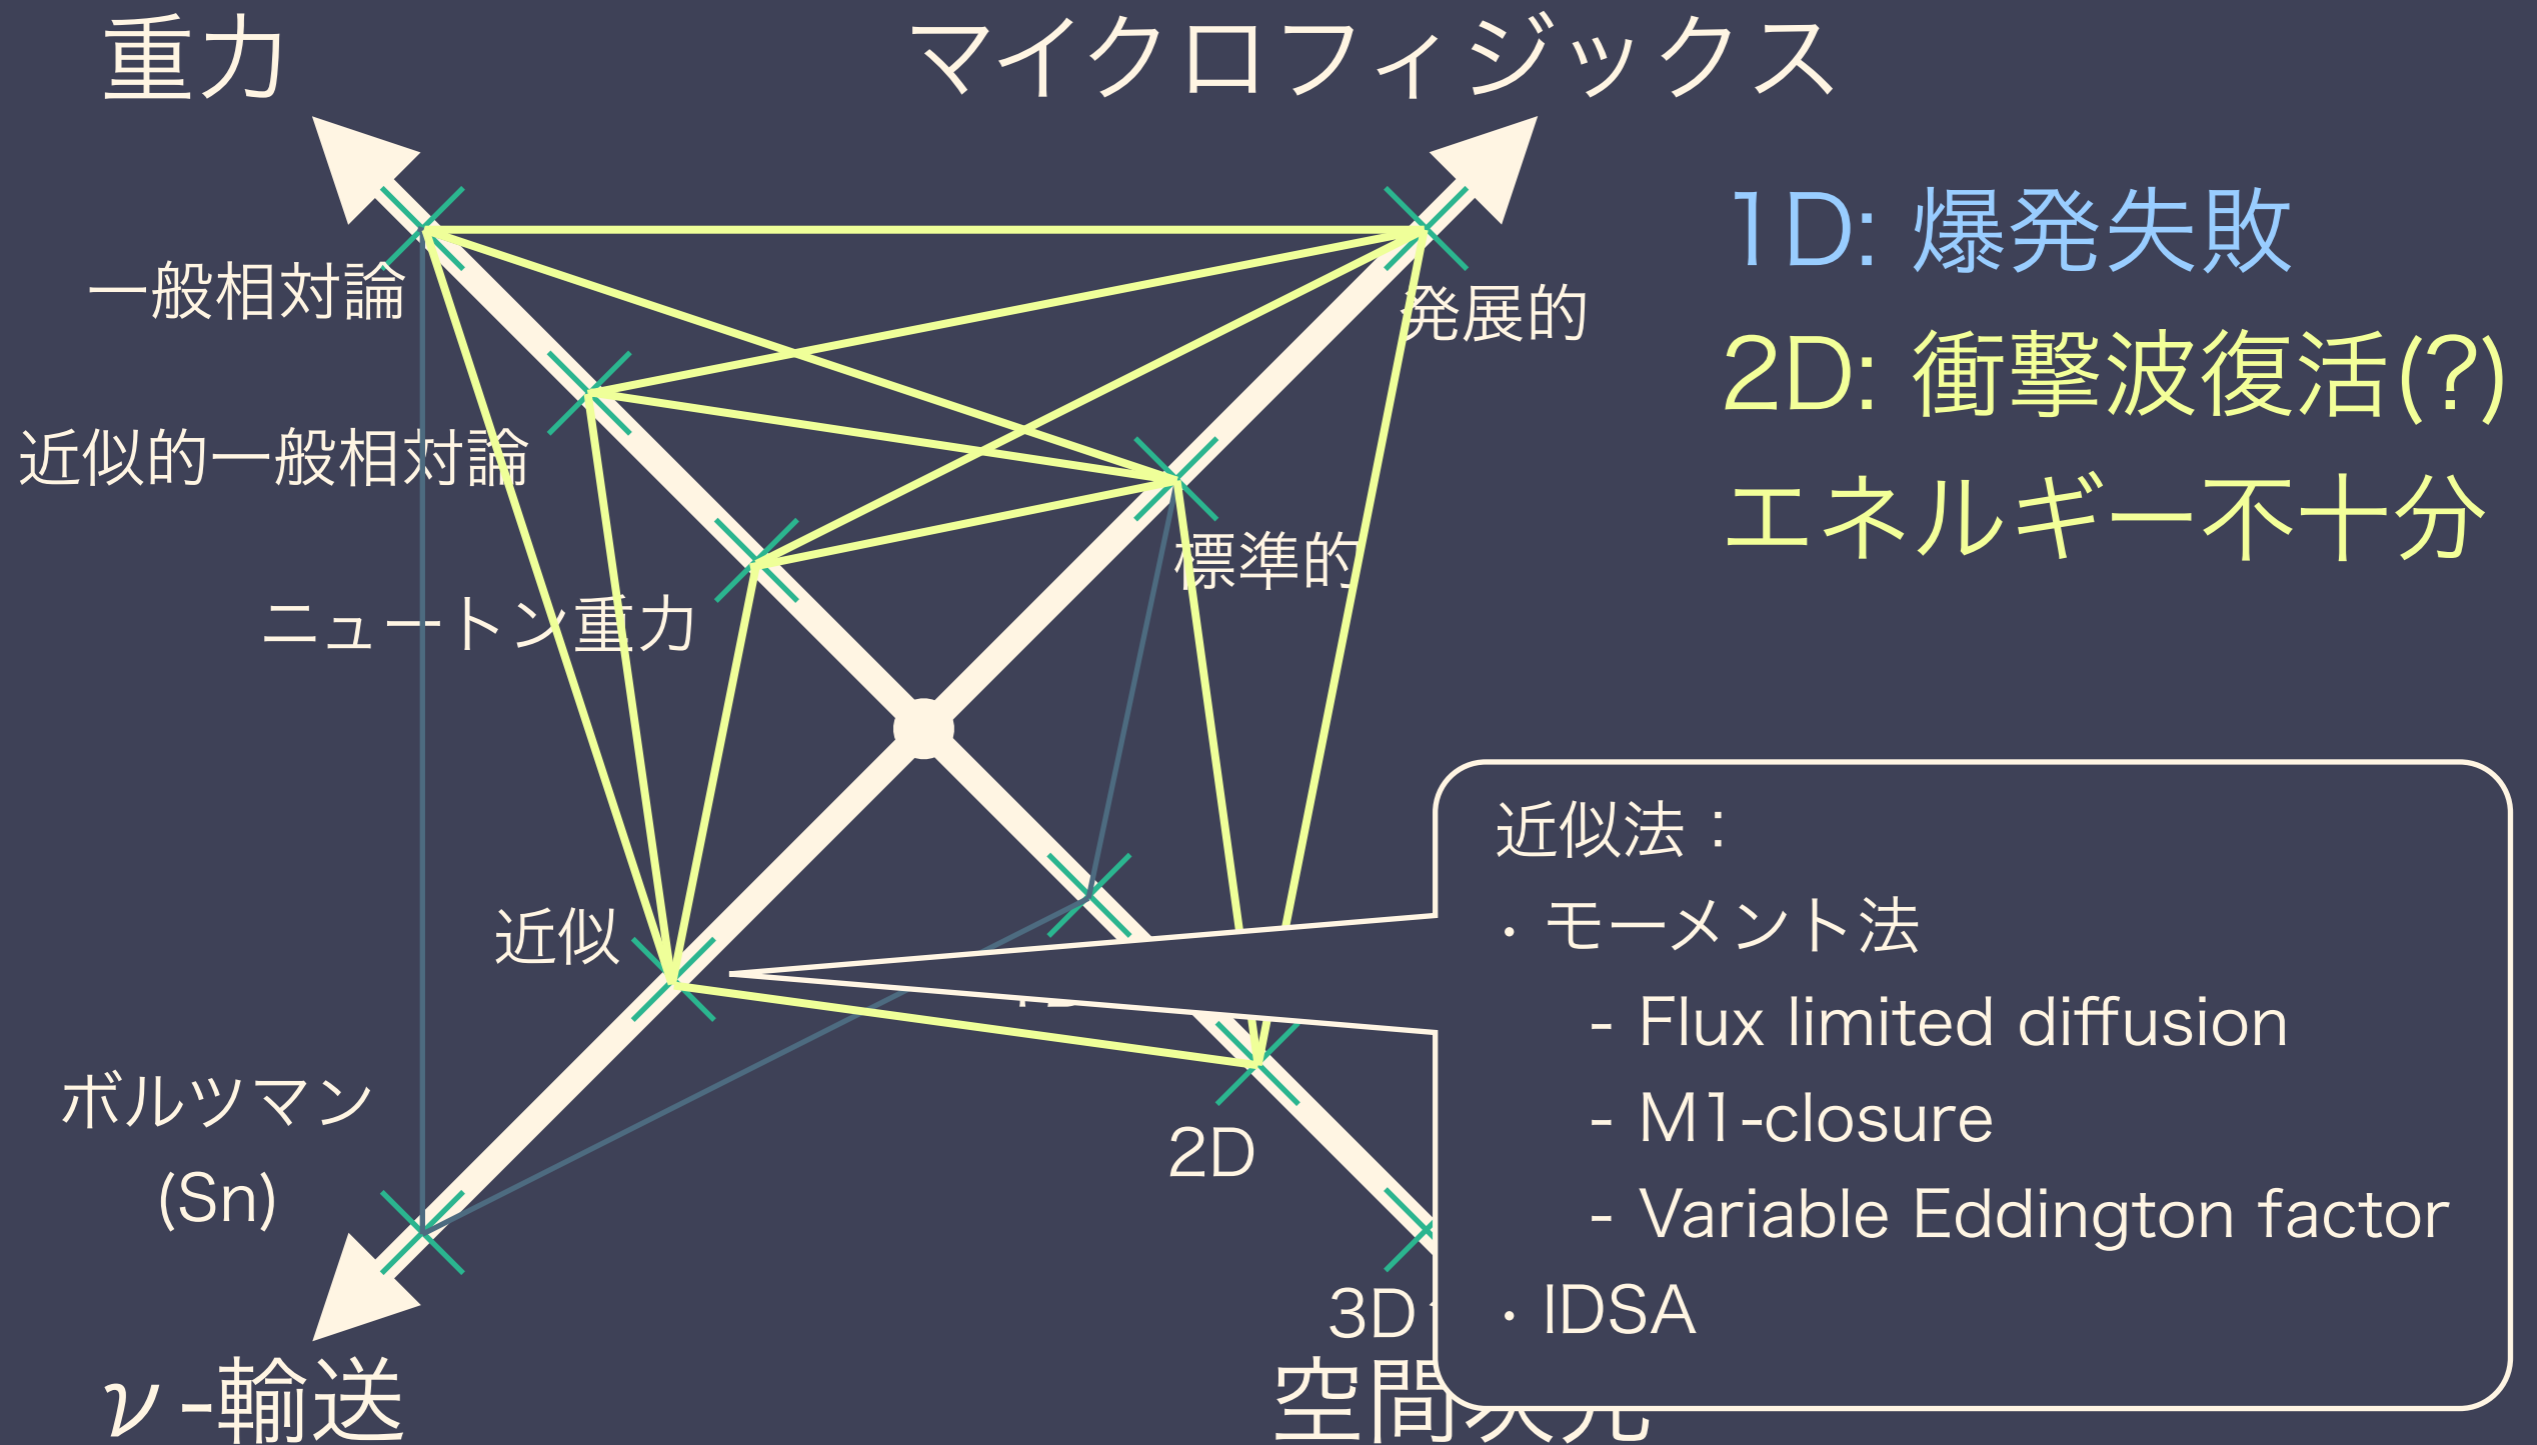 重力
マイクロフィジックス
1D: 爆発失敗
一般相対論
発展的
2D: 衝撃波復活(?)
近似的一般相対論
エネルギー不十分
標準的
ニュートン重力
近似法：
・モーメント法
近似
- Flux limited diffusion
ボルツマン
(Sn)
- M1-closure
2D
- Variable Eddington factor
3D
・IDSA
ν-輸送
空間次元